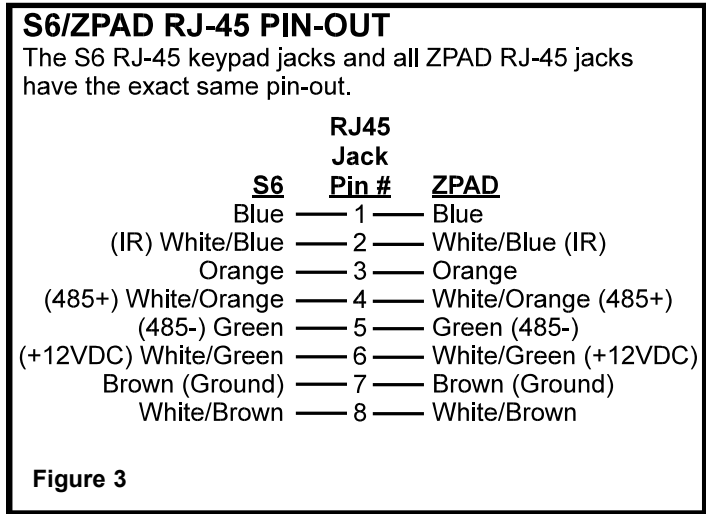 S6/ZPAD RJ-45 PIN-OUT
The S6 RJ-45 keypad jacks and all ZPAD RJ-45 jacks
have the exact same pin-out.
RJ45
Jack
S6 Pin # ZPAD
Blue 1 Blue
(IR) White/Blue 2 White/Blue (IR)
Orange 3 Orange
(485+) White/Orange 4 White/Orange (485+)
(485-) Green 5 Green (485-)
(+12VDC) White/Green 6 White/Green (+12VDC)
Brown (Ground) 7 Brown (Ground)
White/Brown 8 White/Brown
Figure 3